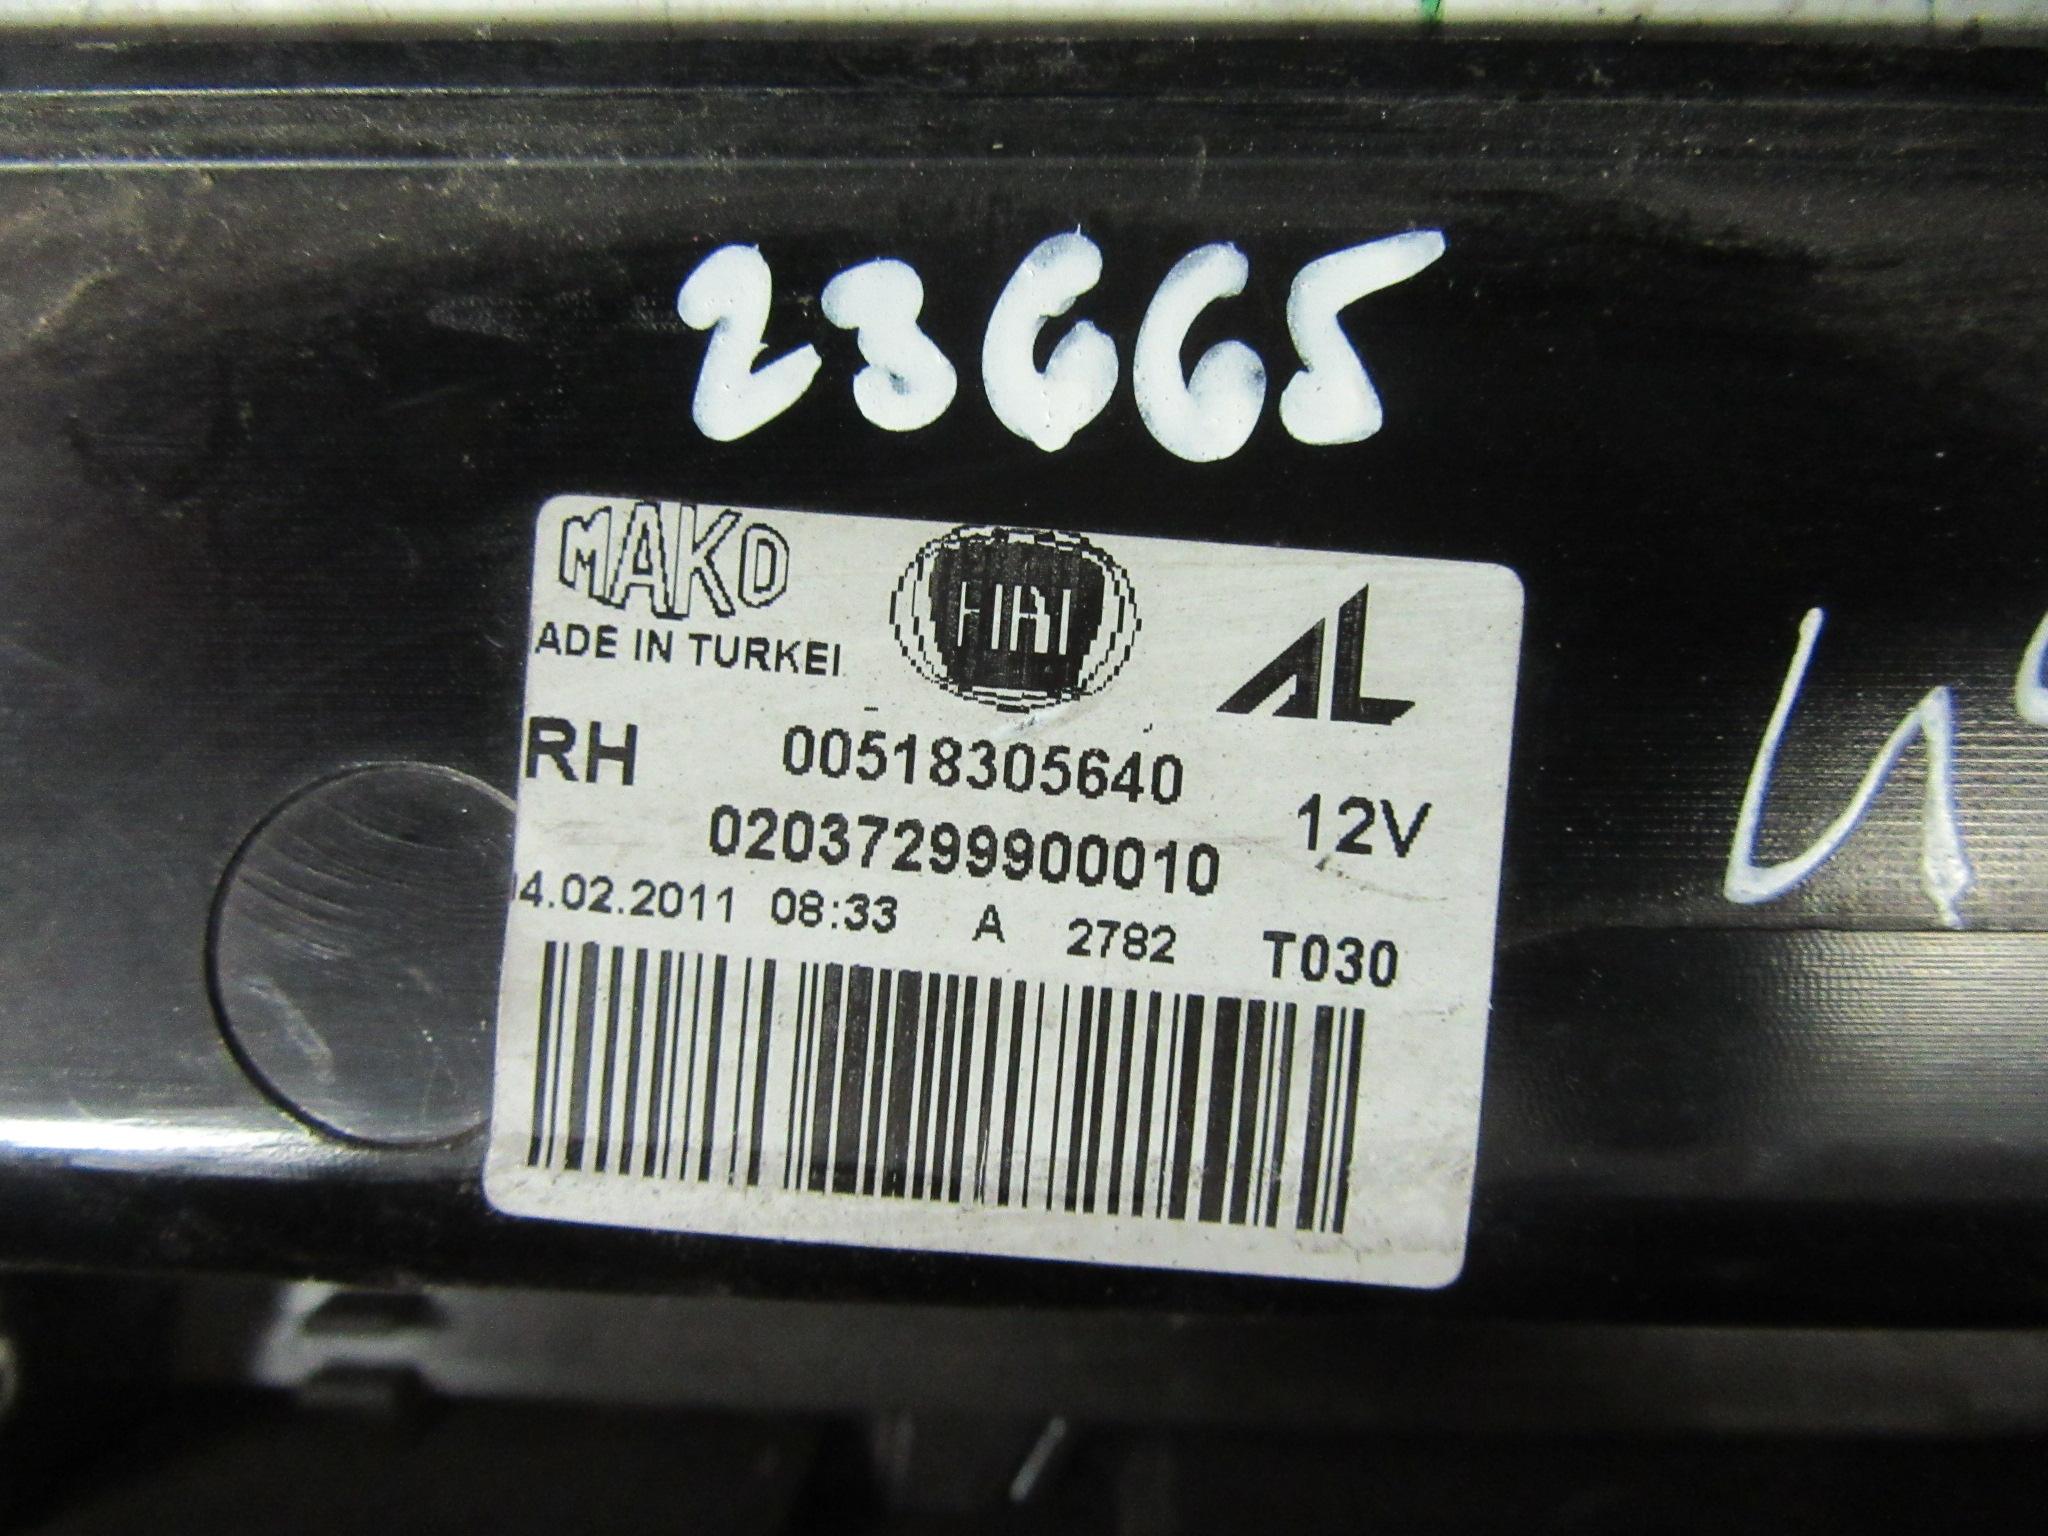 23665
MAKO
FIAT
AL
ADE IN TURKEI
RH 00518305640
02037299900010 12V
4.02.2011 08:33 A 2782 T030